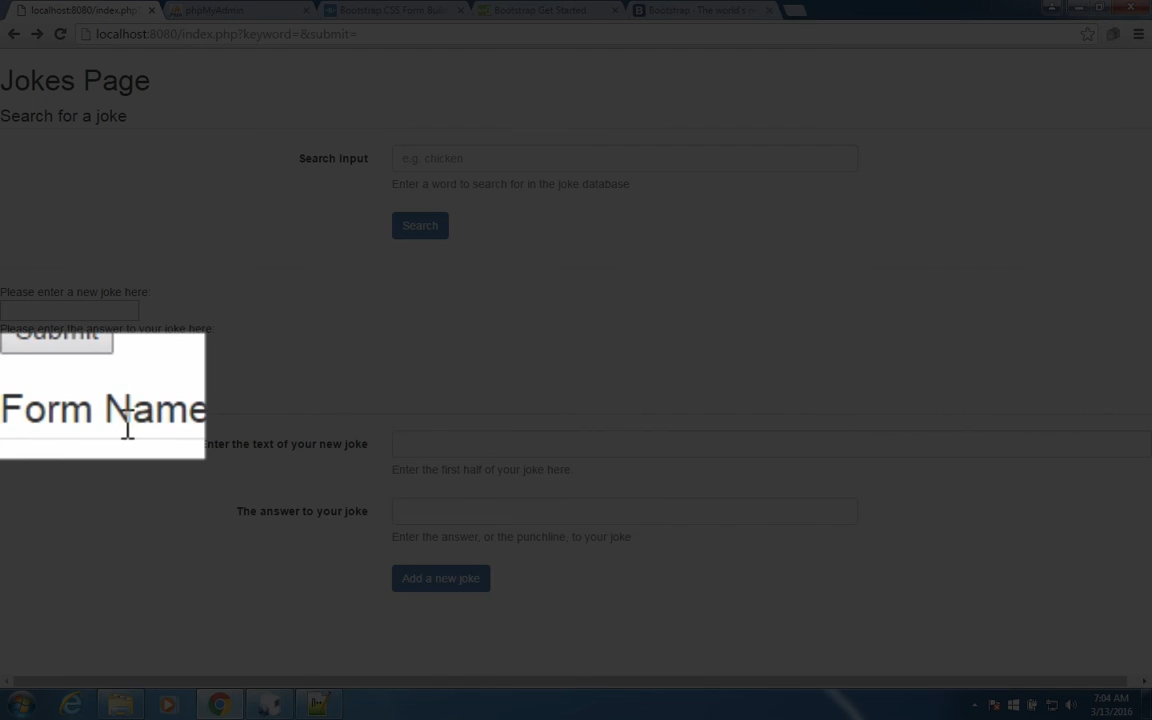 localhost:8080/index.php
phpMyAdmin
Bootstrap CSS Form Buil
Bootstrap Get Started
Bootstrap · The world's m
localhost:8080/index.php?keyword=&submit=
Jokes Page
Search for a joke
Search Input
e.g. chicken
Enter a word to search for in the joke database
Search
Please enter a new joke here:
Please enter the answer to your joke here:
Submit
Form Name
Enter the text of your new joke
Enter the first half of your joke here.
The answer to your joke
Enter the answer, or the punchline, to your joke
Add a new joke
7:04 AM
3/13/2016